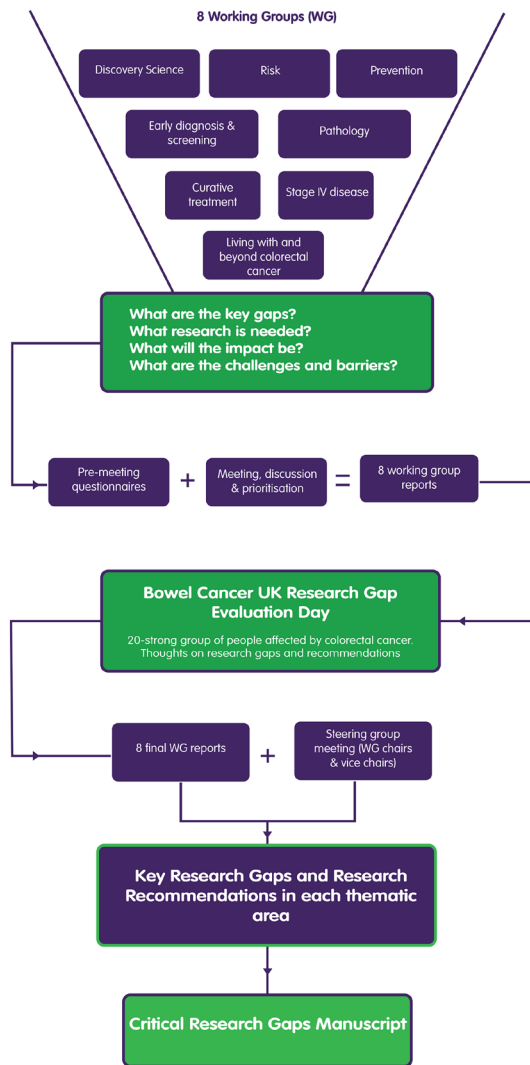 8 Working Groups (WG)
Discovery Science
Risk
Prevention
Early diagnosis &
screening
Pathology
Curative
treatment
Stage IV disease
Living with and
beyond colorectal
cancer
What are the key gaps?
What research is needed?
What will the impact be?
What are the challenges and barriers?
Pre-meeting
questionnaires
+
Meeting, discussion
& prioritisation
=
8 working group
reports
Bowel Cancer UK Research Gap
Evaluation Day
20-strong group of people affected by colorectal cancer.
Thoughts on research gaps and recommendations
8 final WG reports
+
Steering group
meeting (WG chairs
& vice chairs)
Key Research Gaps and Research
Recommendations in each thematic
area
Critical Research Gaps Manuscript